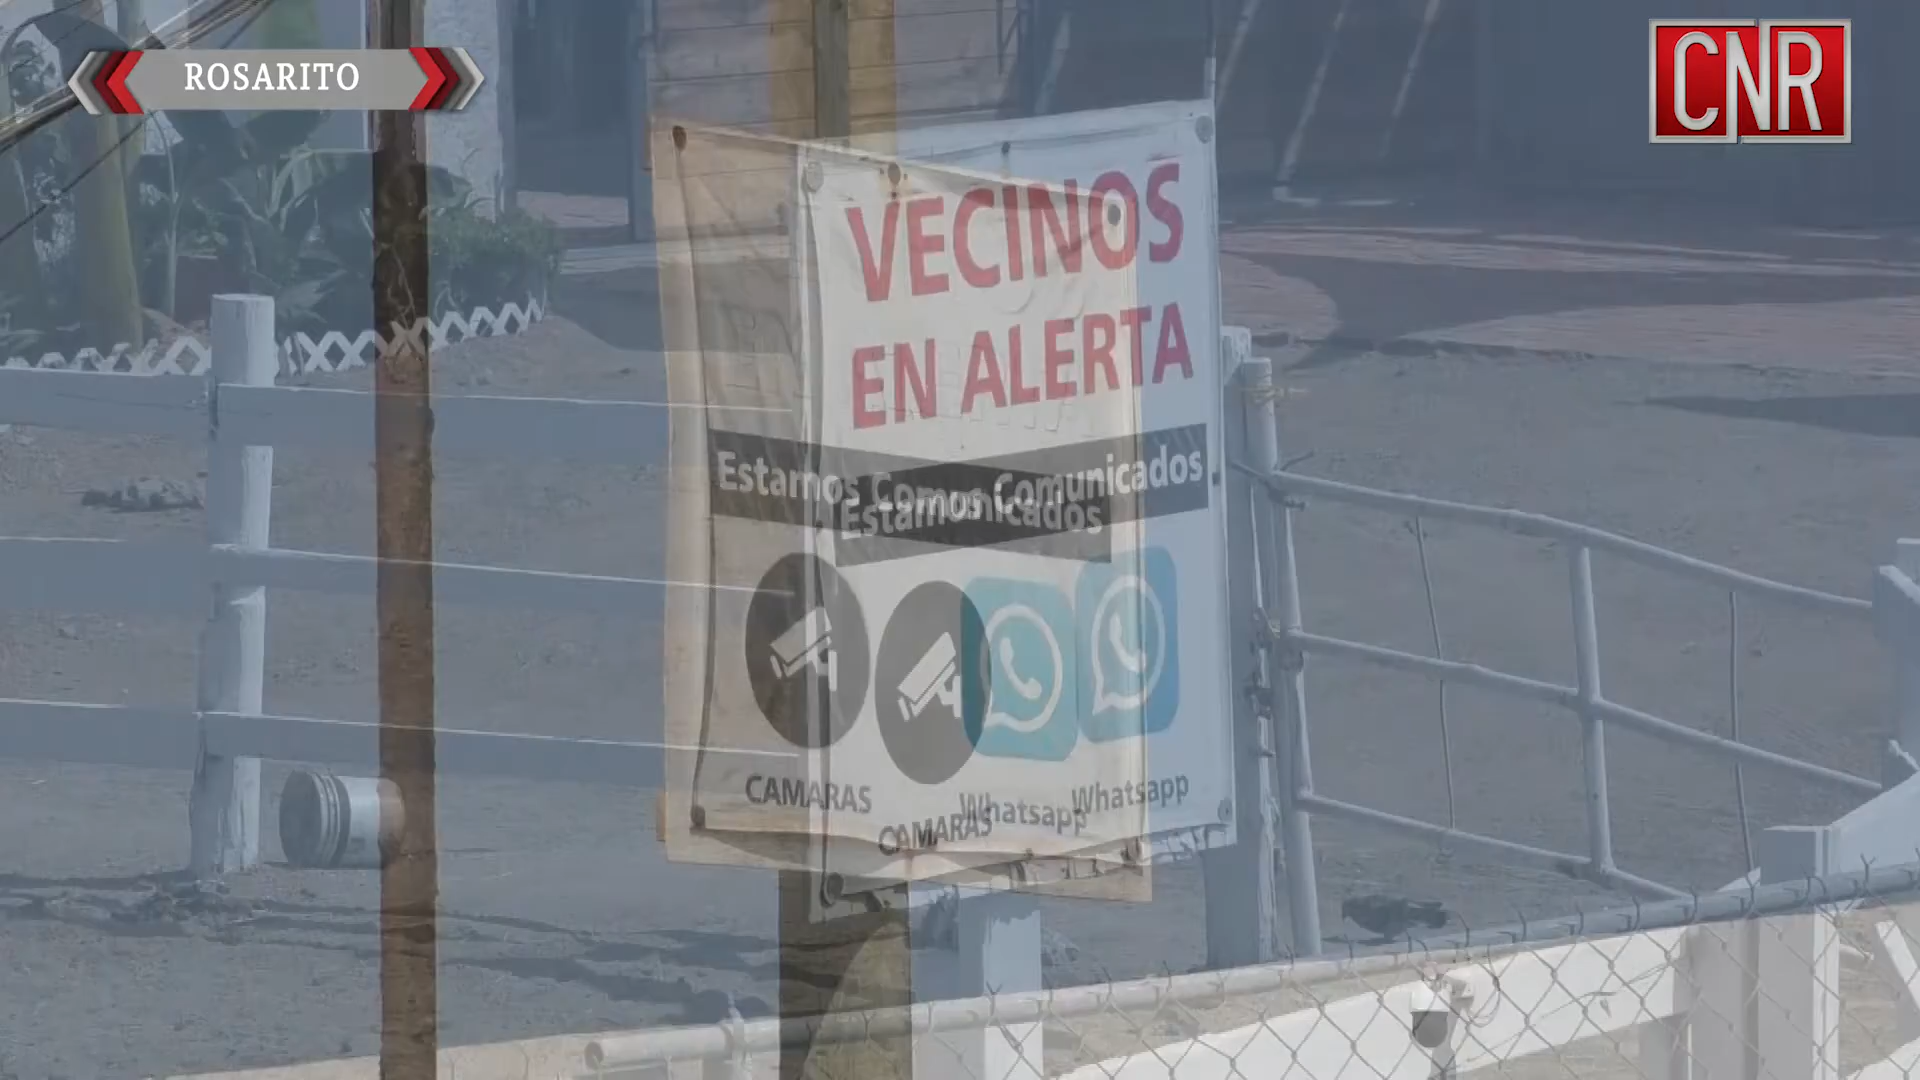 ROSARITO
CNR
VECINOS
EN ALERTA
Estamos Comunicados
Estamos Comunicados
CAMARAS
Whatsapp
CAMARAS
Whatsapp